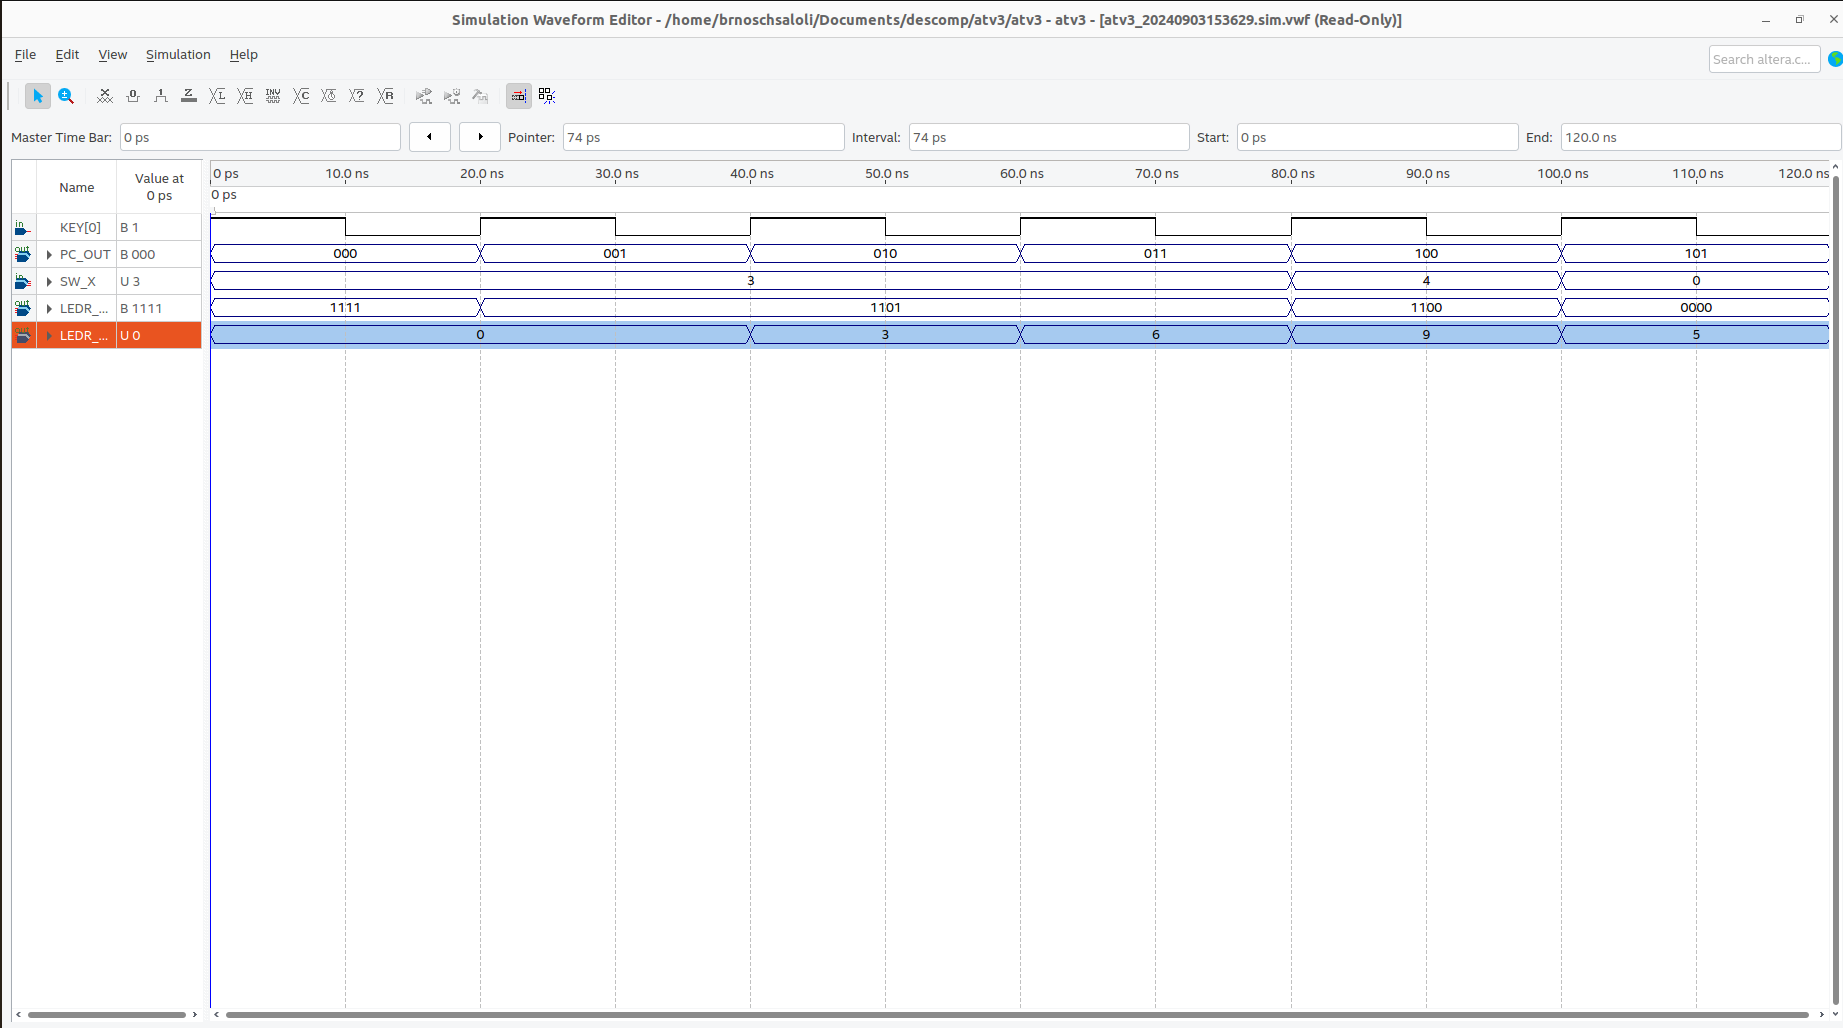 Simulation Waveform Editor - /home/brnoschsaloli/Documents/descomp/atv3/atv3 - atv3 - [atv3_20240903153629.sim.vwf (Read-Only)]
File Edit View Simulation Help
Search altera.c...
Master Time Bar: 0 ps Pointer: 74 ps Interval: 74 ps Start: 0 ps End: 120.0 ns
Name Value at 0 ps
0 ps 10.0 ns 20.0 ns 30.0 ns 40.0 ns 50.0 ns 60.0 ns 70.0 ns 80.0 ns 90.0 ns 100.0 ns 110.0 ns 120.0 ns
0 ps
in KEY[0] B 1
out PC_OUT B 000 000 001 010 011 100 101
in SW_X U 3 3 4 0
out LEDR_... B 1111 1111 1101 1100 0000
out LEDR_... U 0 0 3 6 9 5